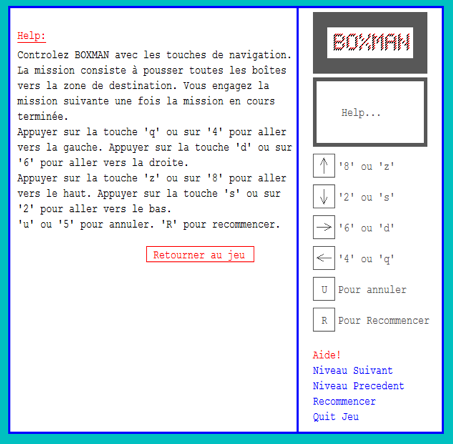 Help:
Controlez BOXMAN avec les touches de navigation.
La mission consiste à pousser toutes les boîtes
vers la zone de destination. Vous engagez la
mission suivante une fois la mission en cours
terminée.
Appuyer sur la touche 'q' ou sur '4' pour aller
vers la gauche. Appuyer sur la touche 'd' ou sur
'6' pour aller vers la droite.
Appuyer sur la touche 'z' ou sur '8' pour aller
vers le haut. Appuyer sur la touche 's' ou sur
'2' pour aller vers le bas.
'u' ou '5' pour annuler. 'R' pour recommencer.
Retourner au jeu
BOXMAN
Help...
'8' ou 'z'
'2' ou 's'
'6' ou 'd'
'4' ou 'q'
U Pour annuler
R Pour Recommencer
Aide!
Niveau Suivant
Niveau Precedent
Recommencer
Quit Jeu